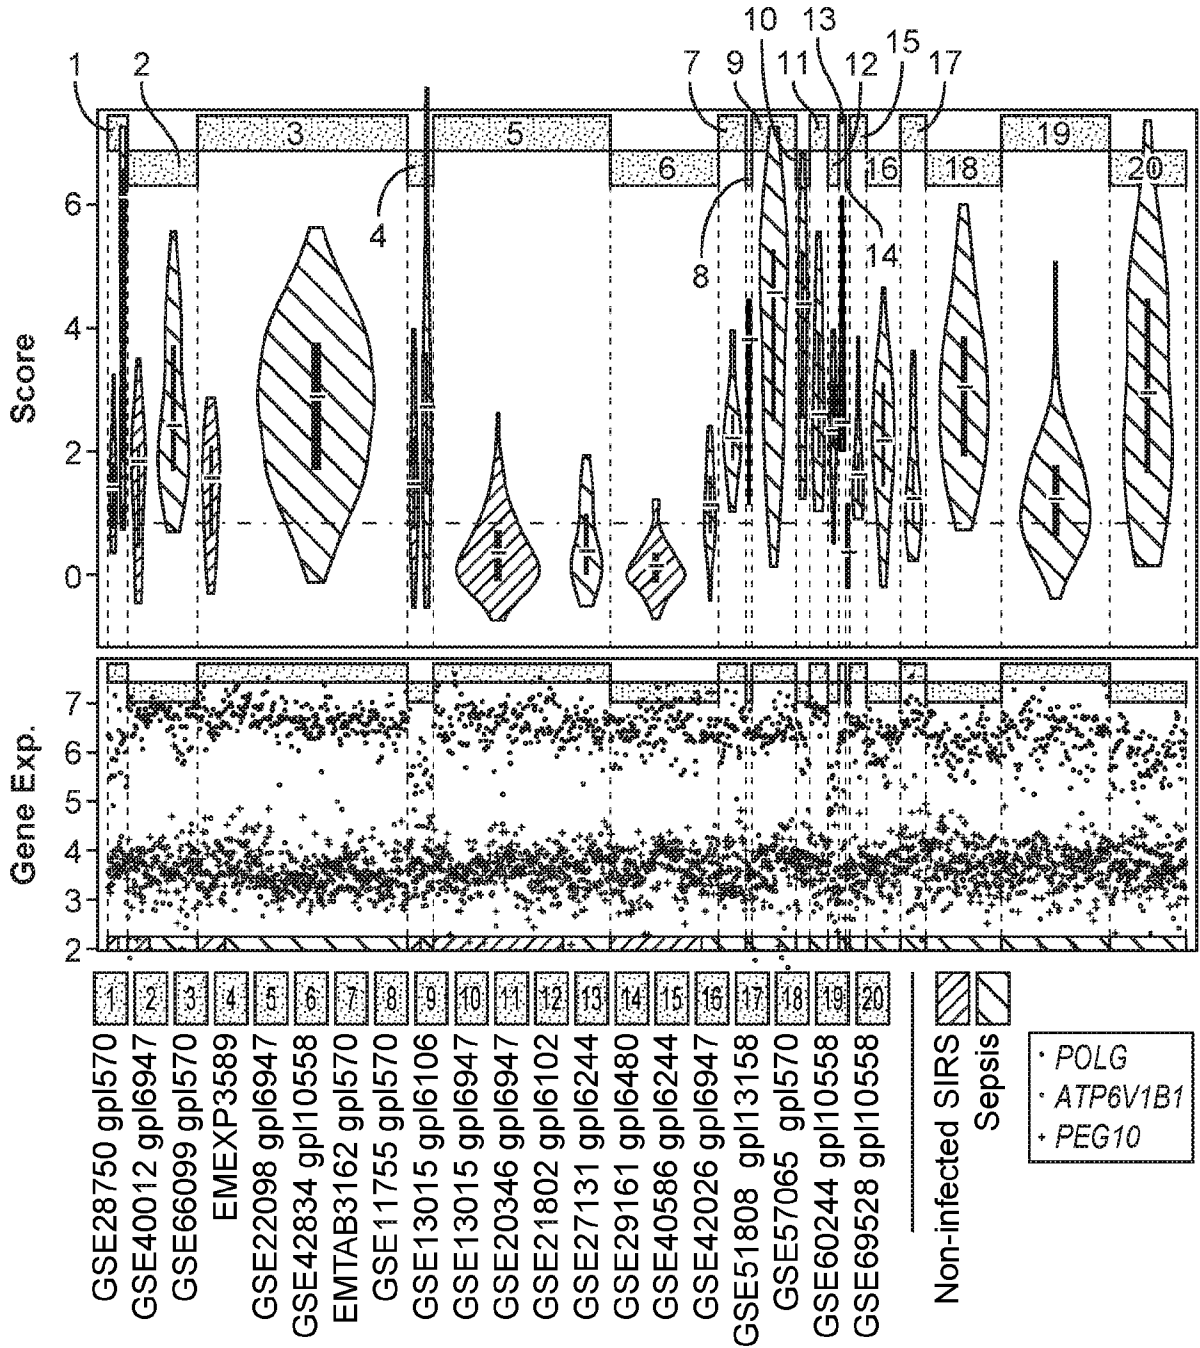 13
10
15
1
2
7
9
11
12
17
3
5
19
6
18
16
20
4
8
14
Score
6
4
2
0
Gene Exp.
7
6
5
4
3
2
1 2 3 4 5 6 7 8 9 10 11 12 13 14 15 16 17 18 19 20
GSE28750 gpl570
GSE40012 gpl6947
GSE66099 gpl570
EMEXP3589
GSE22098 gpl6947
GSE42834 gpl10558
EMTAB3162 gpl570
GSE11755 gpl570
GSE13015 gpl6106
GSE13015 gpl6947
GSE20346 gpl6947
GSE21802 gpl6102
GSE27131 gpl6244
GSE29161 gpl6480
GSE40586 gpl6244
GSE42026 gpl6947
GSE51808 gpl13158
GSE57065 gpl570
GSE60244 gpl10558
GSE69528 gpl10558
Non-infected SIRS
Sepsis
POLG
ATP6V1B1
+ PEG10